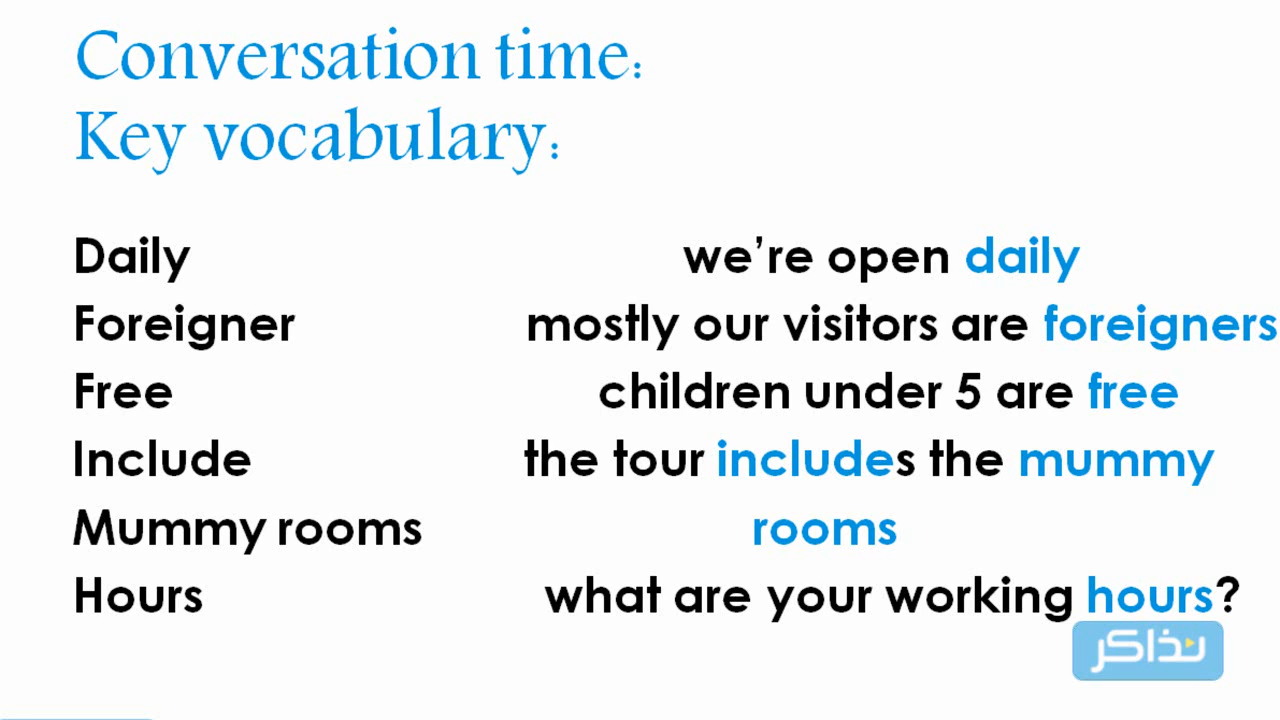 Conversation time:
Key vocabulary:
Daily we’re open daily
Foreigner mostly our visitors are foreigners
Free children under 5 are free
Include the tour includes the mummy
Mummy rooms rooms
Hours what are your working hours?
نذاكر